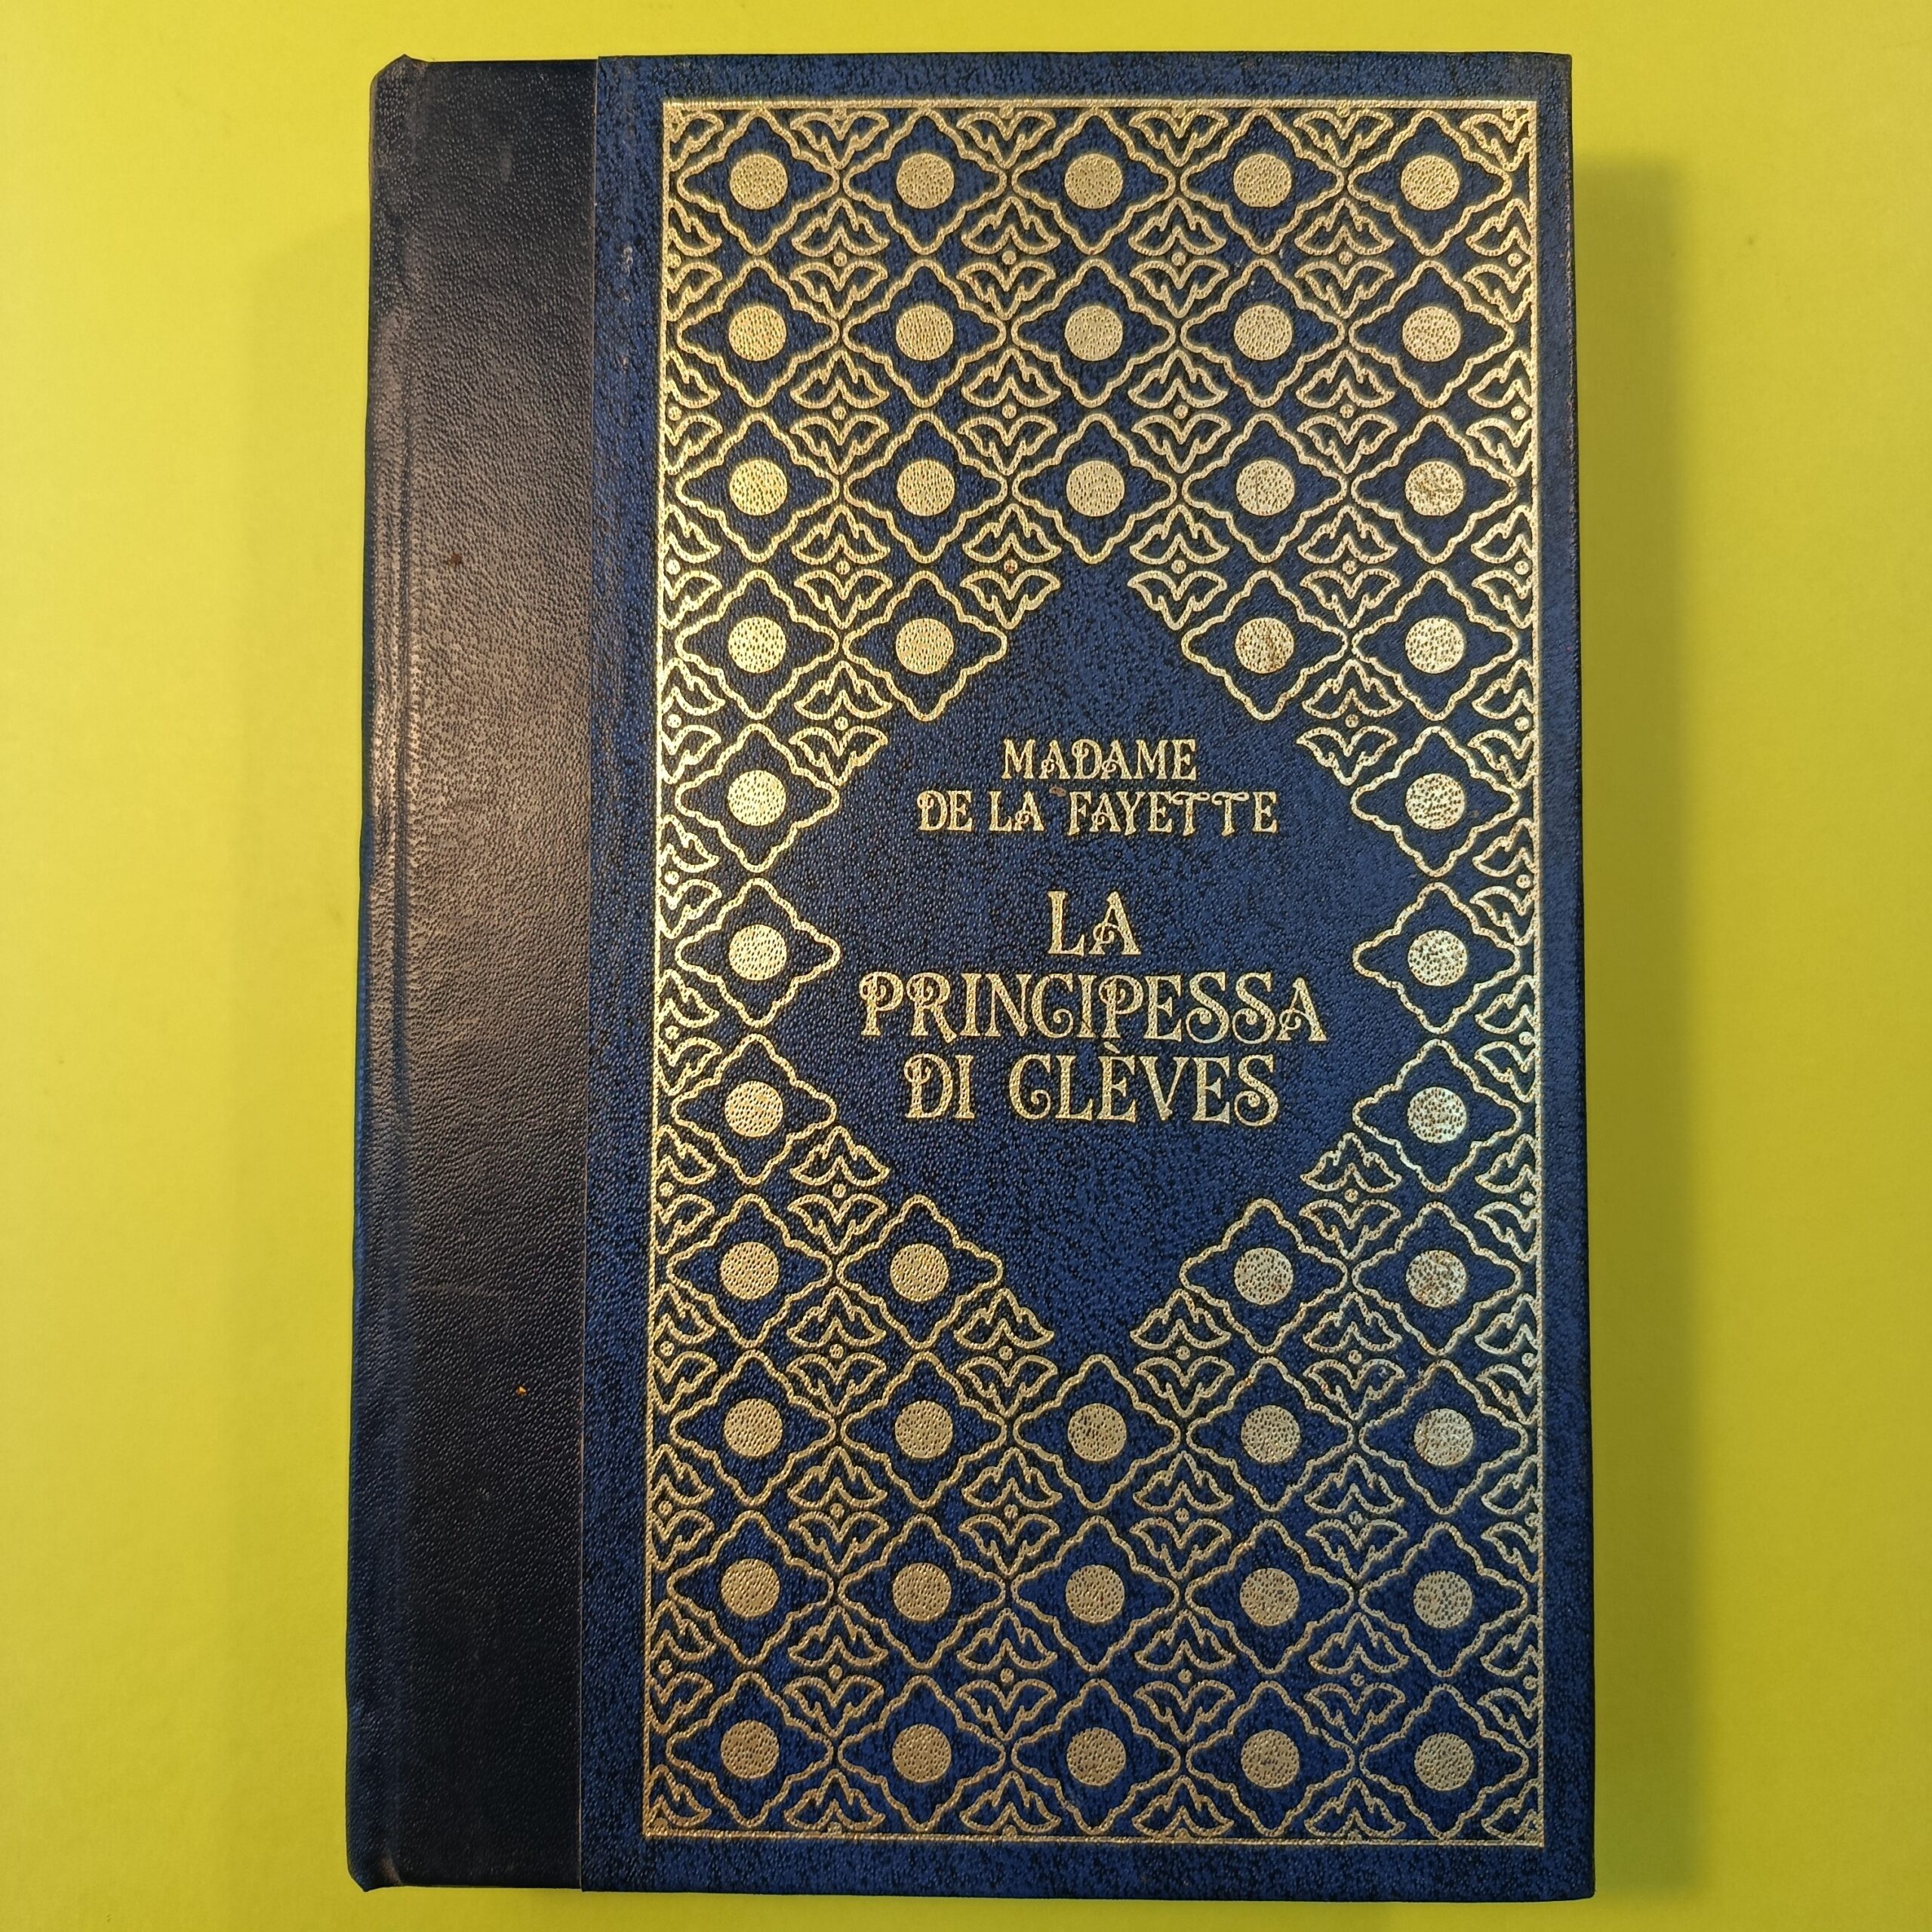 MADAME
DE LA FAYETTE
LA
PRINCIPESSA
DI CLÈVES